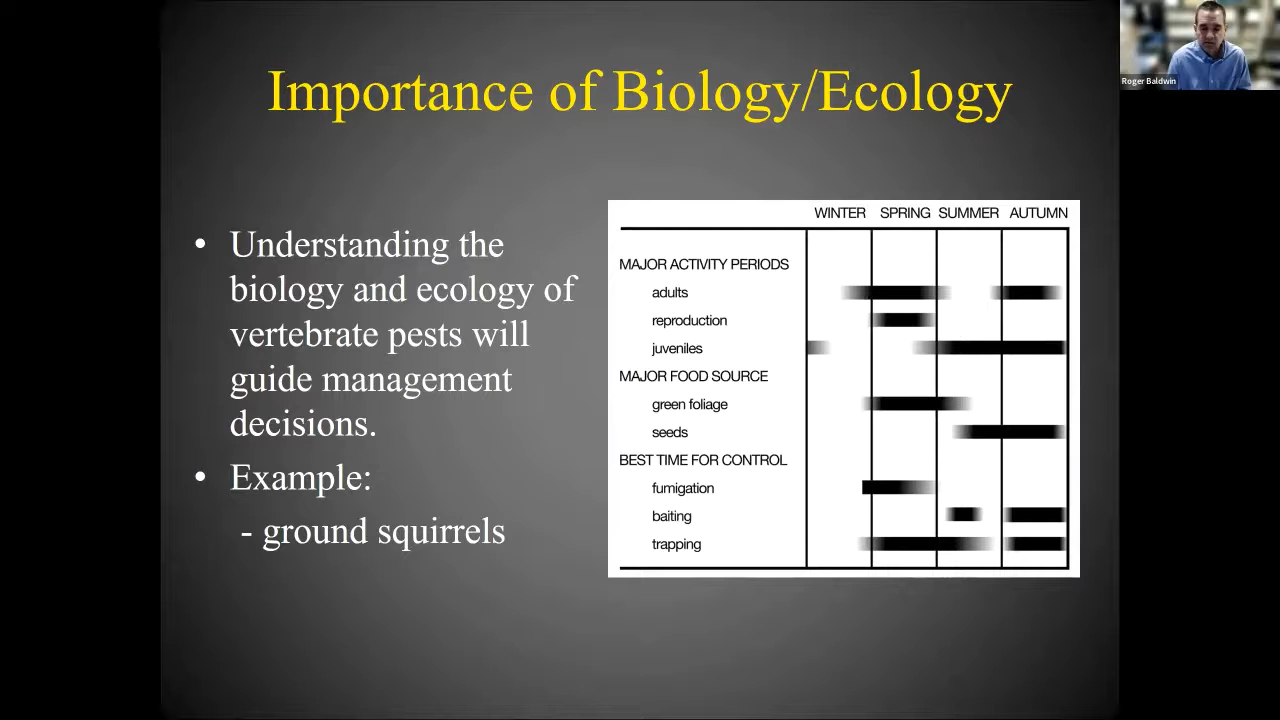 Importance of Biology/Ecology
Roger Baldwin
• Understanding the
biology and ecology of
vertebrate pests will
guide management
decisions.
• Example:
- ground squirrels
WINTER SPRING SUMMER AUTUMN
MAJOR ACTIVITY PERIODS
adults
reproduction
juveniles
MAJOR FOOD SOURCE
green foliage
seeds
BEST TIME FOR CONTROL
fumigation
baiting
trapping